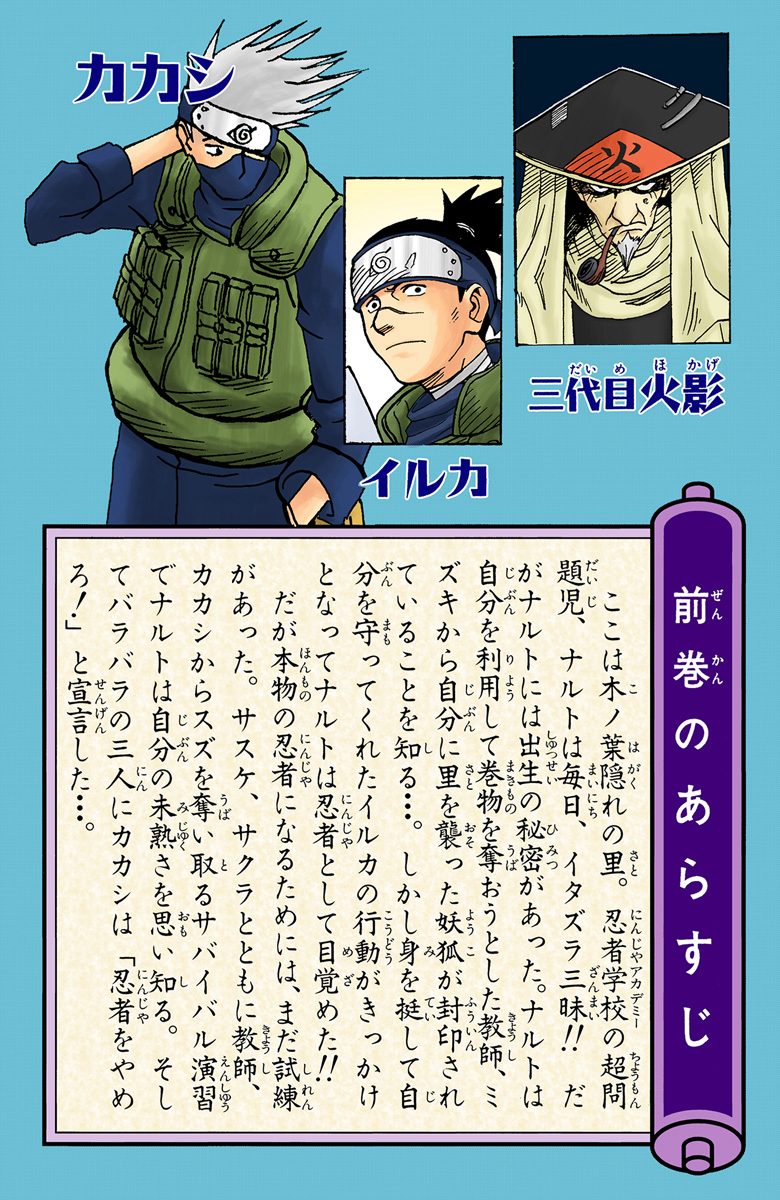 カカシ
火
三代目火影
イルカ
前巻のあらすじ
ここは木ノ葉隠れの里。忍者学校の超問
題児、ナルトは毎日、イタズラ三昧!!だ
がナルトには出生の秘密があった。ナルトは
自分を利用して巻物を奪おうとした教師、ミ
ズキから自分に里を襲った妖狐が封印され
ていることを知る…。しかし身を挺して自
分を守ってくれたイルカの行動がきっかけ
となってナルトは忍者として目覚めた!!
だが本物の忍者になるためには、まだ試練
があった。サスケ、サクラとともに教師、
カカシからスズを奪い取るサバイバル演習
でナルトは自分の未熟さを思い知る。そし
てバラバラの三人にカカシは「忍者をやめ
ろ!」と宣言した…。